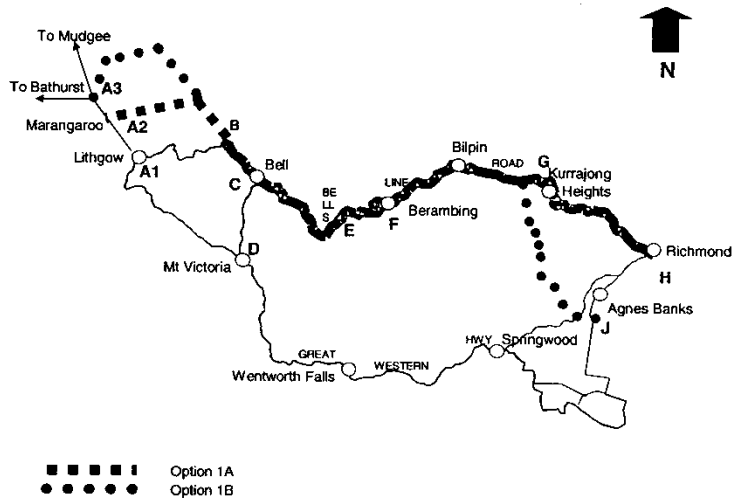 To Mudgee
N
To Bathurst
A3
Marangaroo
A2
B
Lithgow
A1
Bell
C
BE
LL
S
LINE
ROAD
Bilpin
G
Kurrajong
Heights
E
F
Berambing
Richmond
H
D
Mt Victoria
Agnes Banks
J
Springwood
GREAT
WESTERN
HWY
Wentworth Falls
Option 1A
Option 1B